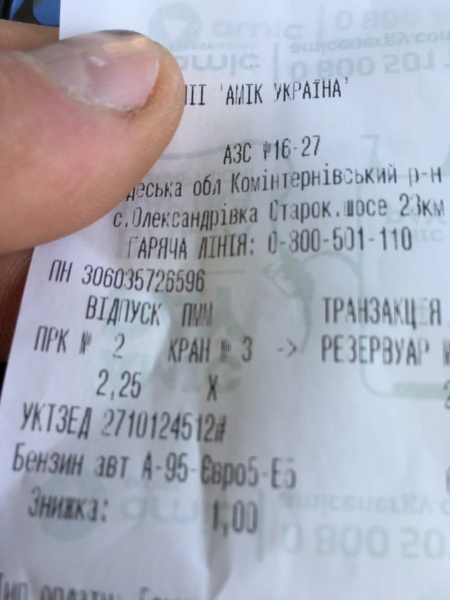 'АМІК УКРАЇНА'
АЗС №16-27
обл Комінтернівський р-н
с.Олександрівка Старок.шосе 23км
ГАРЯЧА ЛІНІЯ: 0-800-501-110
ПН 306035726596
ВІДПУСК ПММ ТРАНЗАКЦІЯ
ПРК № 2 КРАН № 3 -> РЕЗЕРВУАР
2,25 X
УКТЗЕД 2710124512#
Бензин авт А-95-Євро5-Е5
Знижка: 1,00